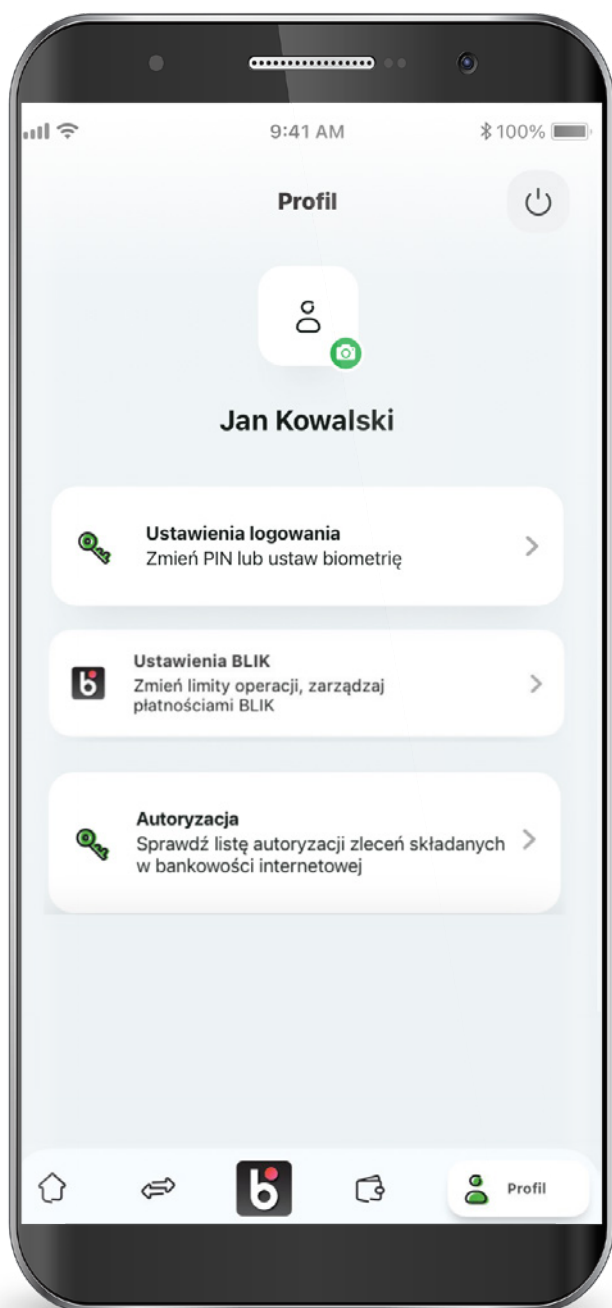 9:41 AM
100%
Profil
Jan Kowalski
Ustawienia logowania
Zmień PIN lub ustaw biometrię
Ustawienia BLIK
Zmień limity operacji, zarządzaj
płatnościami BLIK
Autoryzacja
Sprawdź listę autoryzacji zleceń składanych
w bankowości internetowej
Profil